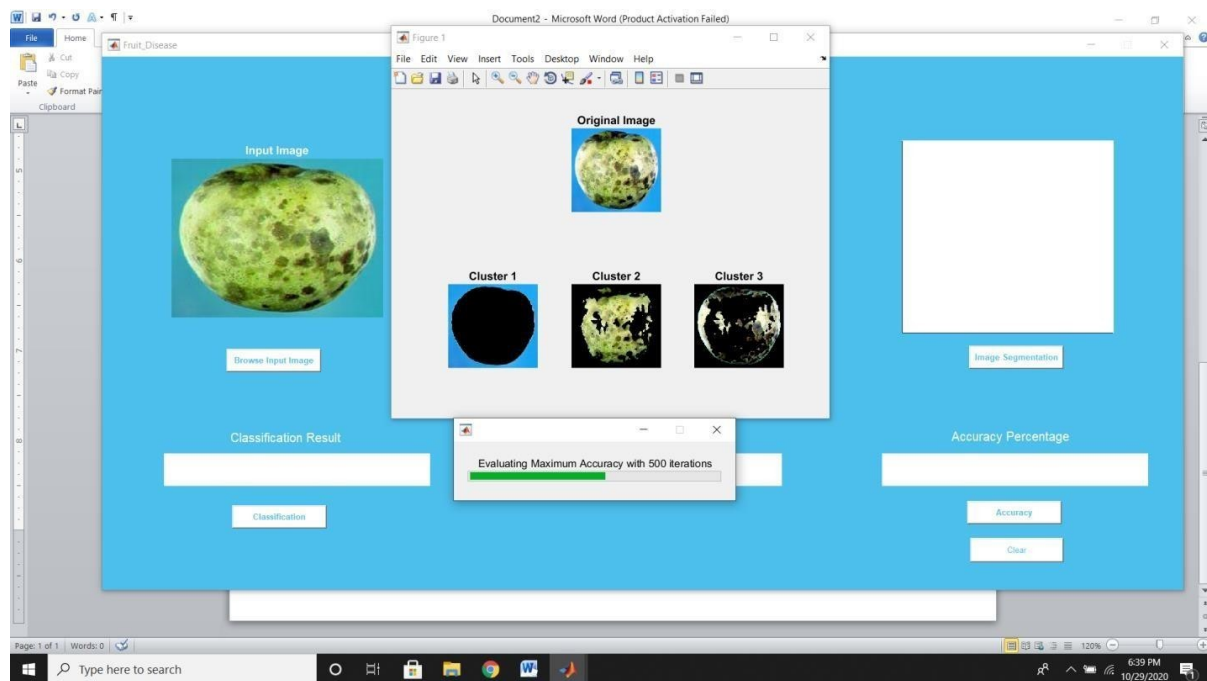 Document2 - Microsoft Word (Product Activation Failed)
File Home
Cut
Copy
Format Pain
Paste
Clipboard
Fruit_Disease
Figure 1
File Edit View Insert Tools Desktop Window Help
Original Image
Input Image
Cluster 1 Cluster 2 Cluster 3
Browse Input Image
Image Segmentation
Classification Result
Accuracy Percentage
Evaluating Maximum Accuracy with 500 iterations
Classification
Accuracy
Clear
Page: 1 of 1 Words: 0
120%
Type here to search
6:39 PM
10/29/2020